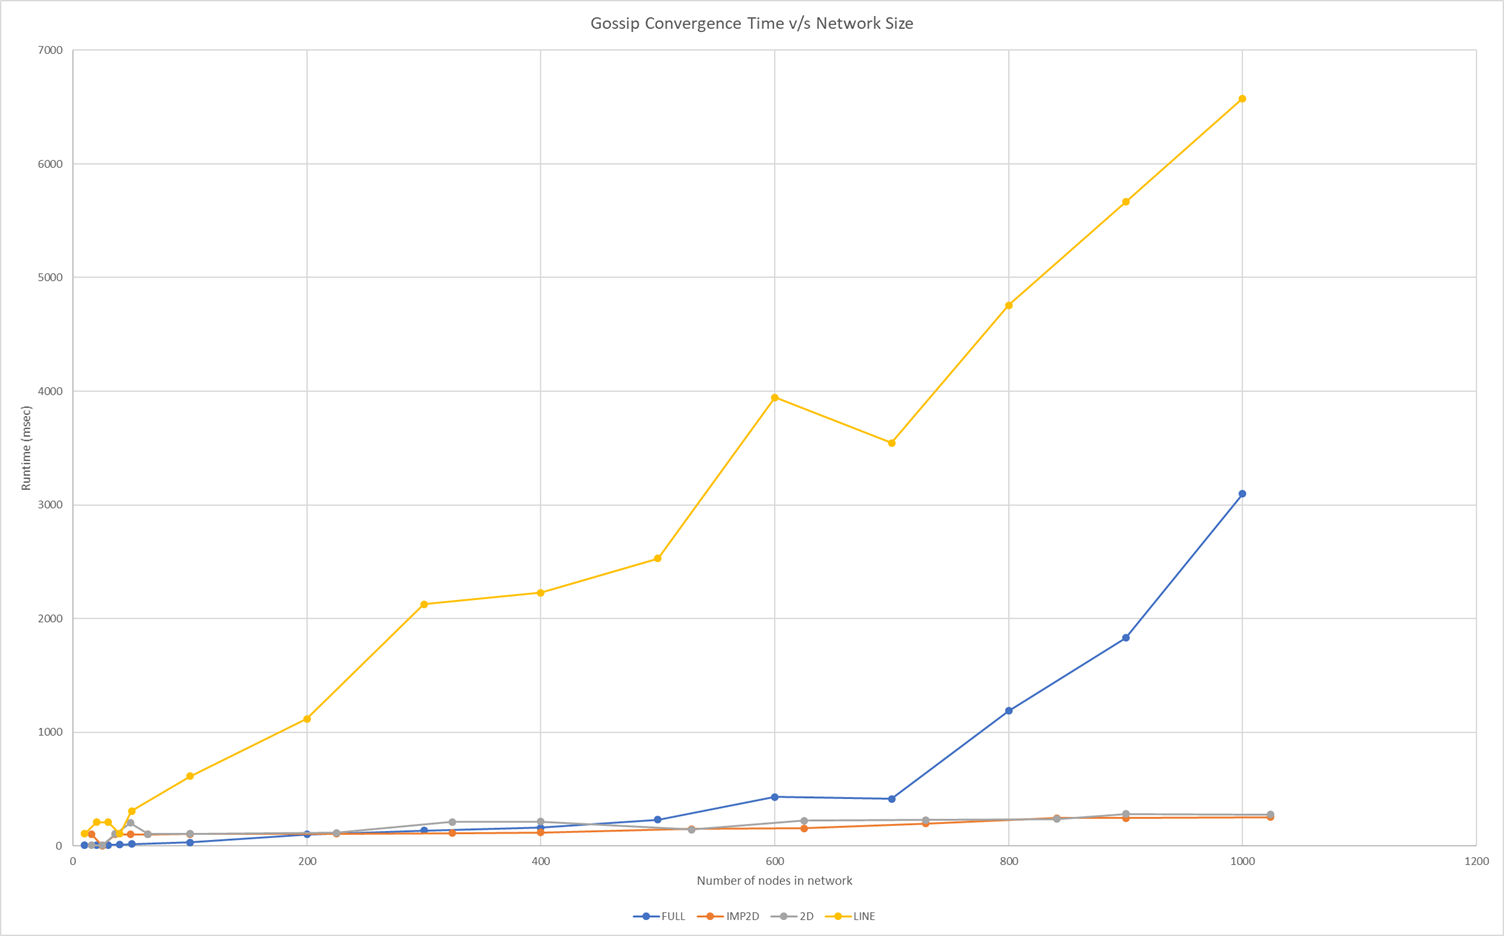 Gossip Convergence Time v/s Network Size
7000
6000
5000
4000
3000
2000
1000
0
Runtime (msec)
0 200 400 600 800 1000 1200
Number of nodes in network
FULL IMP2D 2D LINE